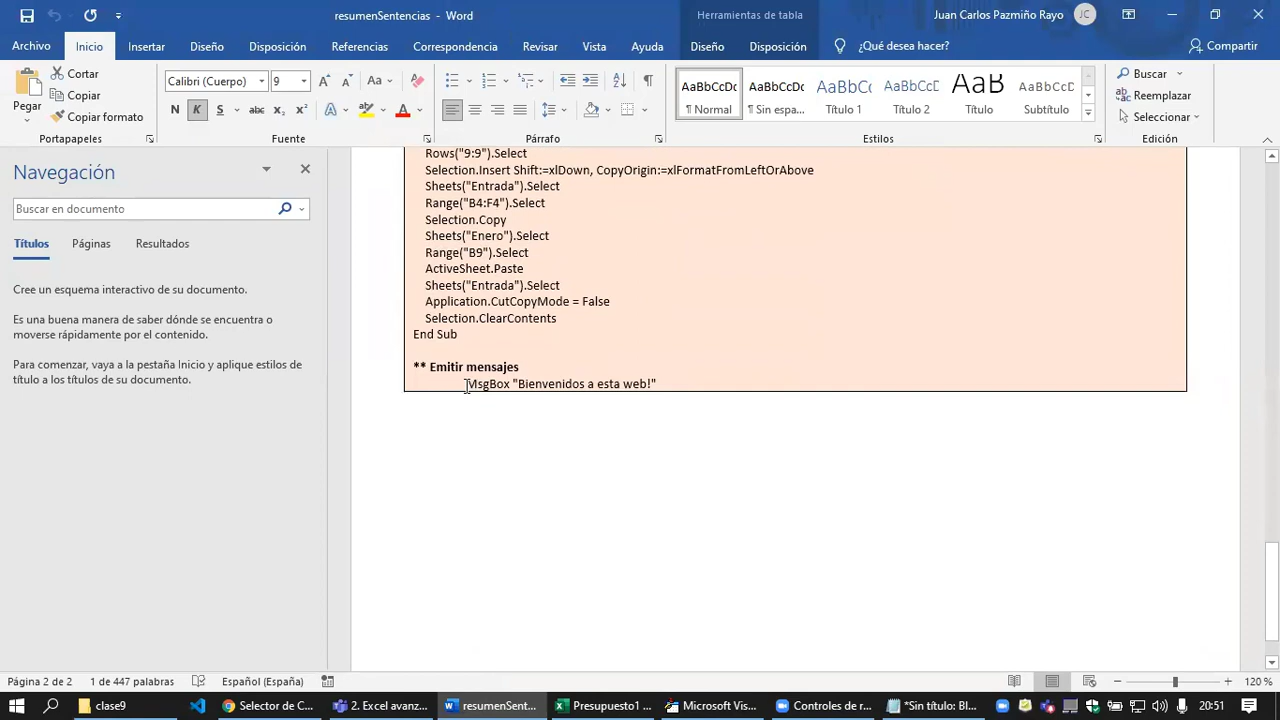 resumenSentencias - Word
Herramientas de tabla
Juan Carlos Pazmiño Rayo
JC
Archivo
Inicio
Insertar
Diseño
Disposición
Referencias
Correspondencia
Revisar
Vista
Ayuda
Diseño
Disposición
¿Qué desea hacer?
Compartir
Pegar
Cortar
Copiar
Copiar formato
Portapapeles
Calibri (Cuerpo)
9
N K S abc x₂ x²
Fuente
Párrafo
AaBbCcDc
¶ Normal
AaBbCcDc
¶ Sin espa...
AaBbCc
Título 1
AaBbCcD
Título 2
AaB
Título
AaBbCcD
Subtítulo
Estilos
Buscar
Reemplazar
Seleccionar
Edición
Navegación
Buscar en documento
Títulos
Páginas
Resultados
Cree un esquema interactivo de su documento.
Es una buena manera de saber dónde se encuentra o
moverse rápidamente por el contenido.
Para comenzar, vaya a la pestaña Inicio y aplique estilos de
título a los títulos de su documento.
Rows("9:9").Select
Selection.Insert Shift:=xlDown, CopyOrigin:=xlFormatFromLeftOrAbove
Sheets("Entrada").Select
Range("B4:F4").Select
Selection.Copy
Sheets("Enero").Select
Range("B9").Select
ActiveSheet.Paste
Sheets("Entrada").Select
Application.CutCopyMode = False
Selection.ClearContents
End Sub
** Emitir mensajes
MsgBox "Bienvenidos a esta web!"
Página 2 de 2
1 de 447 palabras
Español (España)
120 %
clase9
Selector de C...
2. Excel avanz...
resumenSent...
Presupuesto1 ...
Microsoft Vis...
Controles de ...
*Sin título: Bl...
20:51